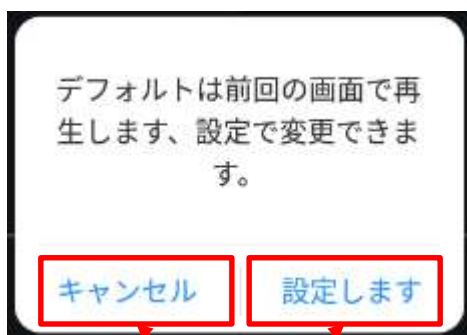 デフォルトは前回の画面で再
生します、設定で変更できま
す。
キャンセル 設定します